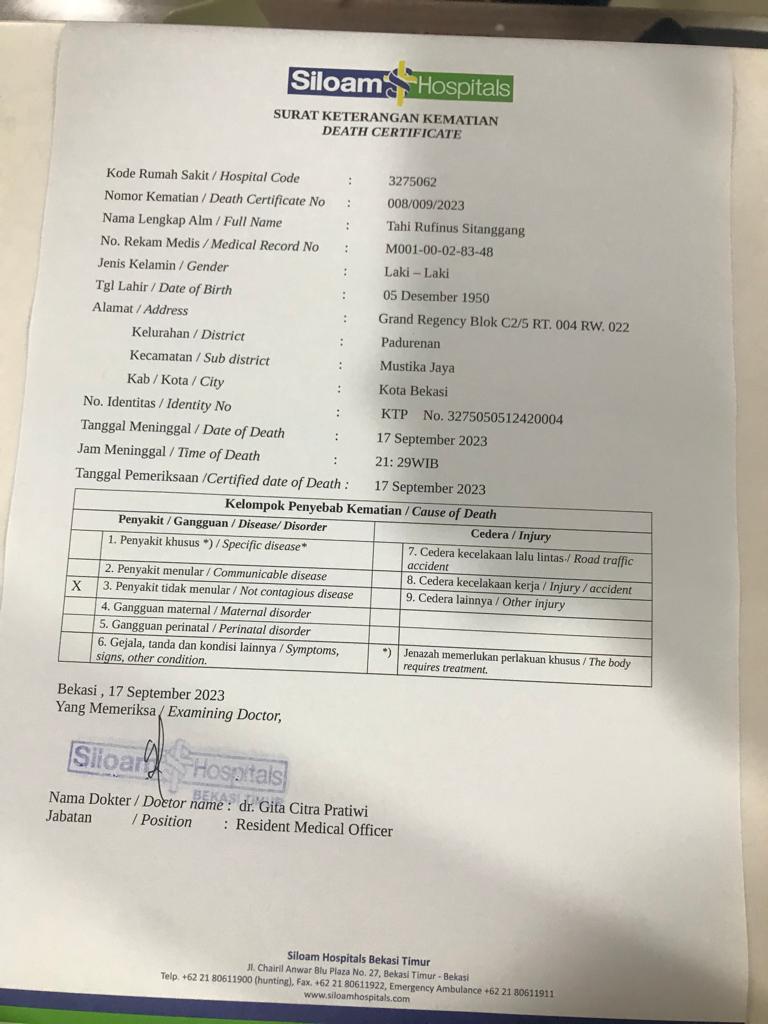 Siloam Hospitals
SURAT KETERANGAN KEMATIAN
DEATH CERTIFICATE
Kode Rumah Sakit / Hospital Code : 3275062
Nomor Kematian / Death Certificate No : 008/009/2023
Nama Lengkap Alm / Full Name : Tahi Rufinus Sitanggang
No. Rekam Medis / Medical Record No : M001-00-02-83-48
Jenis Kelamin / Gender : Laki – Laki
Tgl Lahir / Date of Birth : 05 Desember 1950
Alamat / Address : Grand Regency Blok C2/5 RT. 004 RW. 022
Kelurahan / District : Padurenan
Kecamatan / Sub district : Mustika Jaya
Kab / Kota / City : Kota Bekasi
No. Identitas / Identity No : KTP No. 3275050512420004
Tanggal Meninggal / Date of Death : 17 September 2023
Jam Meninggal / Time of Death : 21: 29WIB
Tanggal Pemeriksaan /Certified date of Death : 17 September 2023
Kelompok Penyebab Kematian / Cause of Death
Penyakit / Gangguan / Disease/ Disorder Cedera / Injury
1. Penyakit khusus *) / Specific disease* 7. Cedera kecelakaan lalu lintas / Road traffic
accident
2. Penyakit menular / Communicable disease 8. Cedera kecelakaan kerja / Injury / accident
X 3. Penyakit tidak menular / Not contagious disease 9. Cedera lainnya / Other injury
4. Gangguan maternal / Maternal disorder
5. Gangguan perinatal / Perinatal disorder
6. Gejala, tanda dan kondisi lainnya / Symptoms, *) Jenazah memerlukan perlakuan khusus / The body
signs, other condition. requires treatment.
Bekasi , 17 September 2023
Yang Memeriksa / Examining Doctor,
Siloam Hospitals
BEKASI TIMUR
Nama Dokter / Doctor name : dr. Gita Citra Pratiwi
Jabatan / Position : Resident Medical Officer
Siloam Hospitals Bekasi Timur
Jl. Chairil Anwar Blu Plaza No. 27, Bekasi Timur - Bekasi
Telp. +62 21 80611900 (hunting), Fax. +62 21 80611922, Emergency Ambulance +62 21 80611911
www.siloamhospitals.com